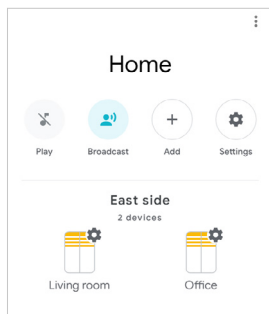 Home
Play Broadcast Add Settings
East side
2 devices
Living room Office